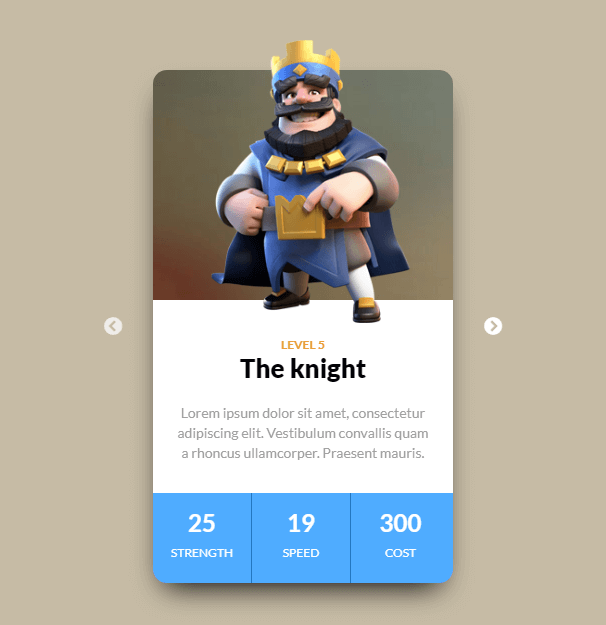 LEVEL 5
The knight
Lorem ipsum dolor sit amet, consectetur
adipiscing elit. Vestibulum convallis quam
a rhoncus ullamcorper. Praesent mauris.
25 19 300
STRENGTH SPEED COST